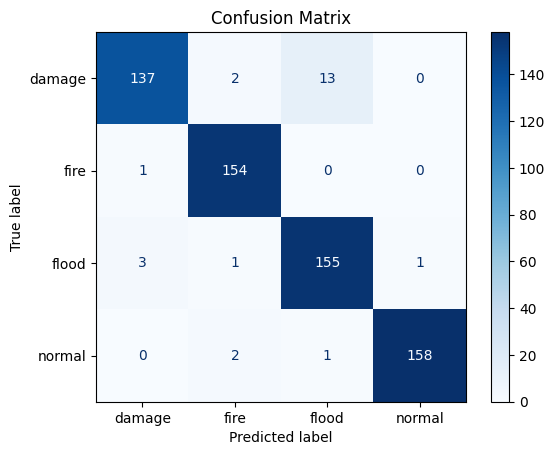 Confusion Matrix
True label
damage 137 2 13 0
fire 1 154 0 0
flood 3 1 155 1
normal 0 2 1 158
damage fire flood normal
Predicted label
140
120
100
80
60
40
20
0